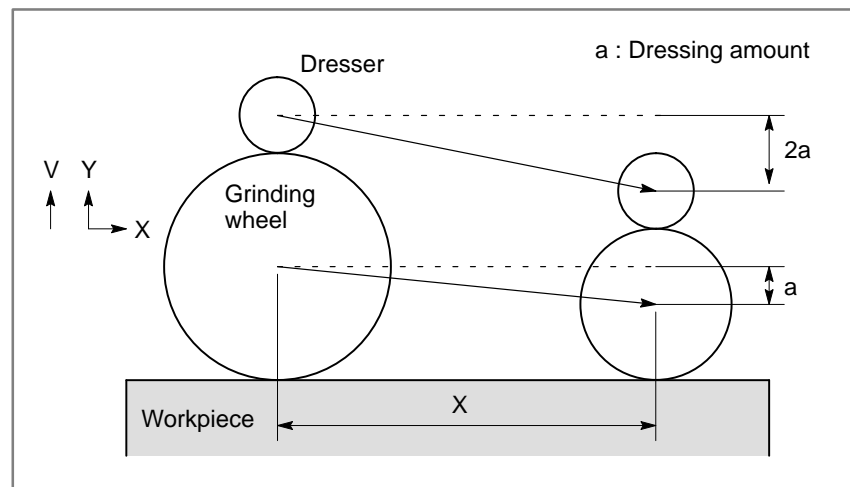 a : Dressing amount
Dresser
2a
V Y
Grinding
wheel
X
a
X
Workpiece